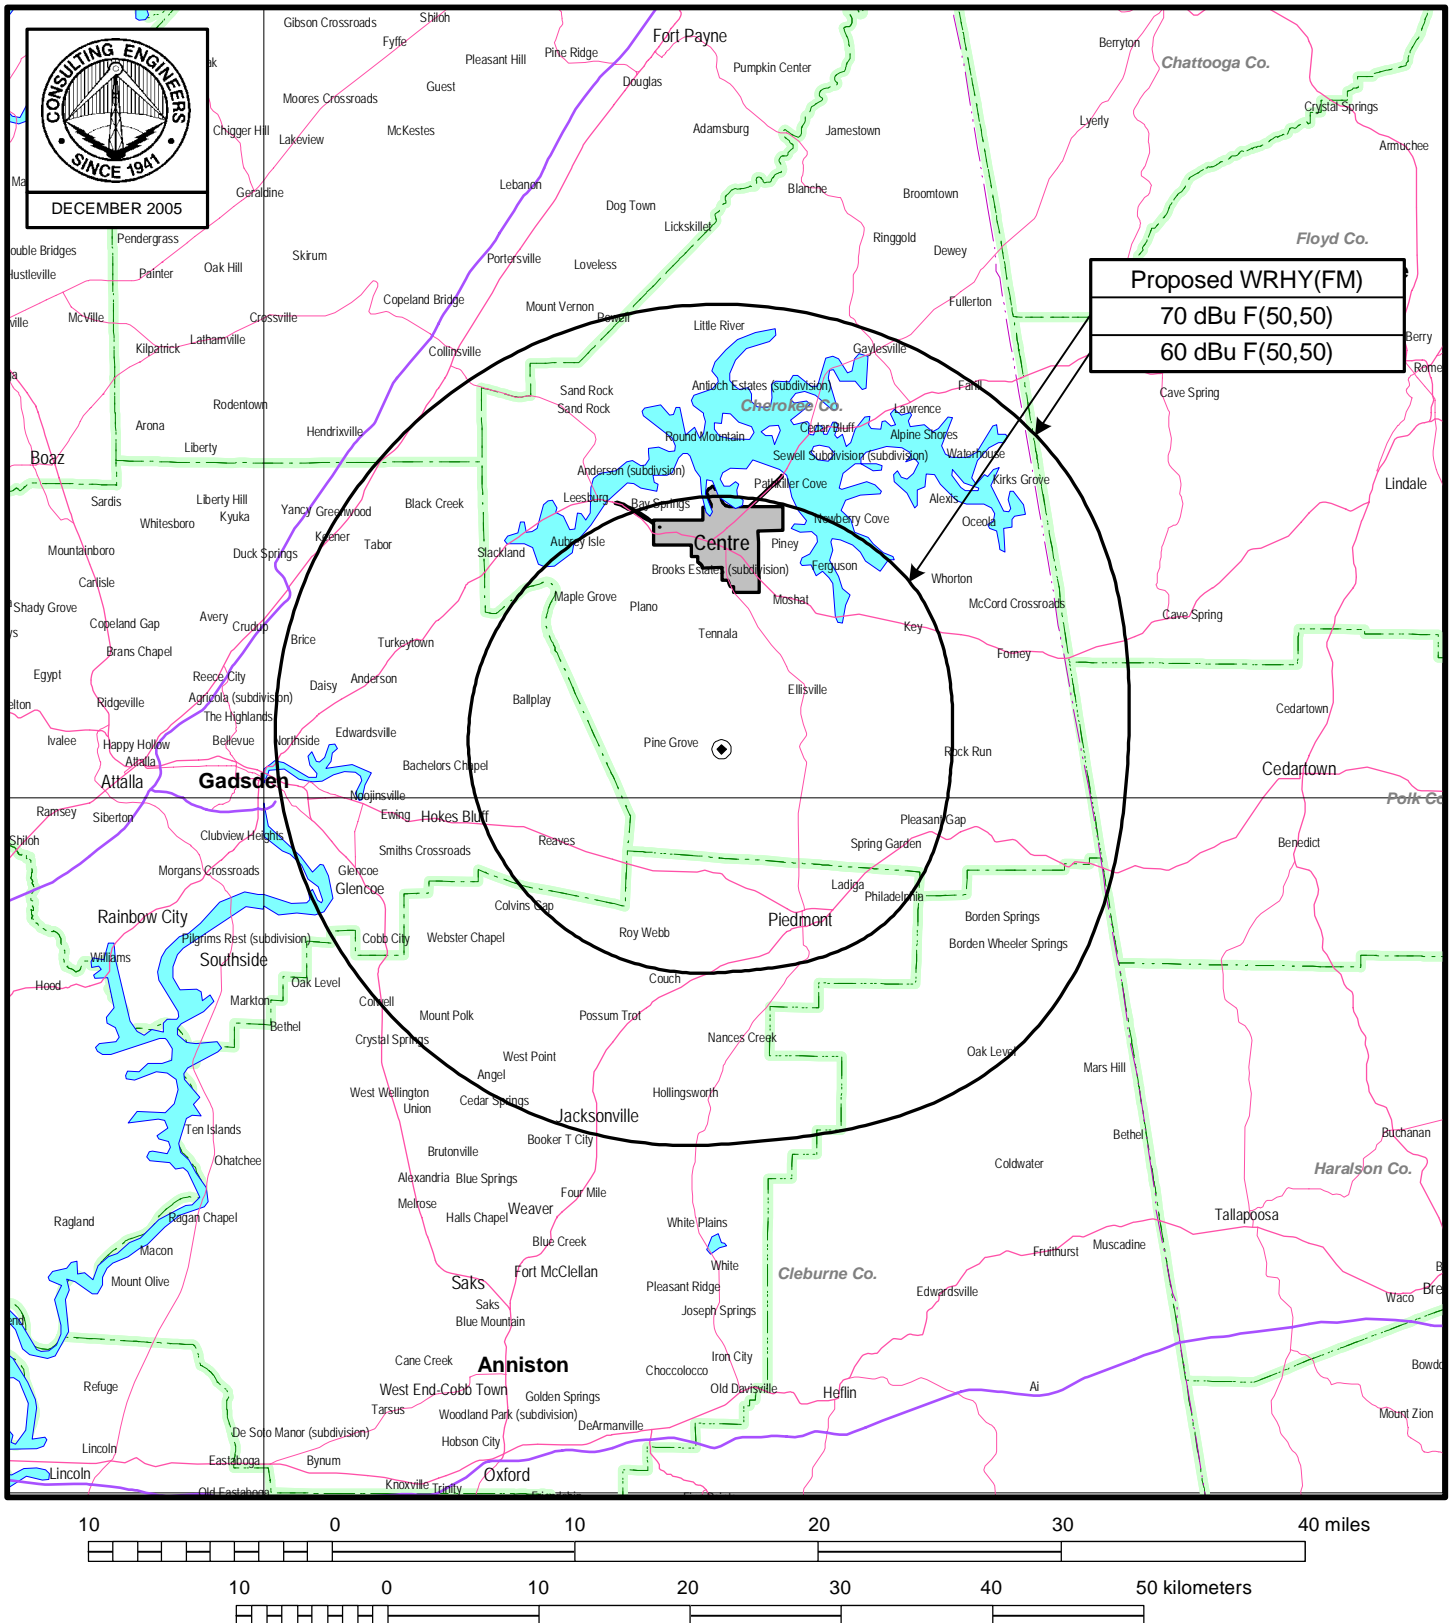 CONSULTING ENGINEERS
SINCE 1941
DECEMBER 2005
Proposed WRHY(FM)
70 dBu F(50,50)
60 dBu F(50,50)
Gibson Crossroads
Shiloh
Fyffe
Fort Payne
Berryton
Pleasant Hill
Pine Ridge
Chattooga Co.
Pumpkin Center
Guest
Douglas
Moores Crossroads
Crystal Springs
Chigger Hill
Lakeview
McKestes
Adamsburg
Jamestown
Lyerly
Armuchee
Geraldine
Lebanon
Blanche
Broomtown
Dog Town
Lickskillet
Pendergrass
Ringgold
Floyd Co.
ouble Bridges
Skirum
Dewey
Hustleville
Painter
Oak Hill
Portersville
Loveless
Copeland Bridge
Mount Vernon
Fullerton
ville
McVille
Crossville
Powell
Little River
Kilpatrick
Lathamville
Collinsville
Gaylesville
Berry
Rome
Sand Rock
Antioch Estates (subdivision)
Farill
Cave Spring
Rodentown
Sand Rock
Cherokee Co.
Lawrence
Arona
Hendrixville
Round Mountain
Cedar Bluff
Alpine Shores
Boaz
Liberty
Sewell Subdivision (subdivision)
Waterhouse
Anderson (subdivsion)
Pathkiller Cove
Kirks Grove
Lindale
Sardis
Liberty Hill
Black Creek
Leesburg
Bay Springs
Alexis
Whitesboro
Kyuka
Yancy
Greenwood
Newberry Cove
Oceola
Mountainboro
Duck Springs
Keener
Tabor
Slackland
Aubrey Isle
Centre
Piney
Carlisle
Brooks Estates (subdivision)
Ferguson
Whorton
Shady Grove
Maple Grove
Plano
Moshat
McCord Crossroads
Copeland Gap
Avery
Crudup
Cave Spring
Brice
Turkeytown
Tennala
Key
Brans Chapel
Forney
Egypt
Reece City
Daisy
Anderson
Ellisville
elton
Ridgeville
Agricola (subdivision)
Ballplay
Cedartown
The Highlands
Ivalee
Happy Hollow
Bellevue
Northside
Edwardsville
Pine Grove
Rock Run
Attalla
Bachelors Chapel
Cedartown
Attalla
Gadsden
Noojinsville
Polk Co
Ramsey
Siberton
Ewing
Hokes Bluff
Pleasant Gap
Shiloh
Clubview Heights
Reaves
Spring Garden
Benedict
Smiths Crossroads
Morgans Crossroads
Glencoe
Glencoe
Ladiga
Philadelphia
Rainbow City
Colvins Gap
Piedmont
Borden Springs
Pilgrims Rest (subdivision)
Cobb City
Webster Chapel
Roy Webb
Borden Wheeler Springs
Williams
Southside
Hood
Oak Level
Couch
Markton
Colwell
Bethel
Mount Polk
Possum Trot
Crystal Springs
Nances Creek
West Point
Oak Level
Angel
Mars Hill
West Wellington
Hollingsworth
Union
Cedar Springs
Jacksonville
Ten Islands
Booker T City
Bethel
Buchanan
Brutonville
Ohatchee
Coldwater
Haralson Co.
Alexandria
Blue Springs
Four Mile
Melrose
Weaver
Ragland
Ragan Chapel
Halls Chapel
White Plains
Tallapoosa
Macon
Blue Creek
Fruithurst
Muscadine
White
Mount Olive
Saks
Fort McClellan
Cleburne Co.
Pleasant Ridge
Edwardsville
Waco
Bre
Saks
Joseph Springs
Blue Mountain
Cane Creek
Anniston
Iron City
Choccolocco
Bowdo
Refuge
West End-Cobb Town
Golden Springs
Old Davisville
Heflin
Ai
Tarsus
Woodland Park (subdivision)
DeArmanville
Mount Zion
De Soto Manor (subdivision)
Hobson City
Lincoln
Eastaboga
Bynum
Lincoln
Oxford
Knoxville
Trinity
Old Eastaboga
10 0 10 20 30 40 miles
10 0 10 20 30 40 50 kilometers